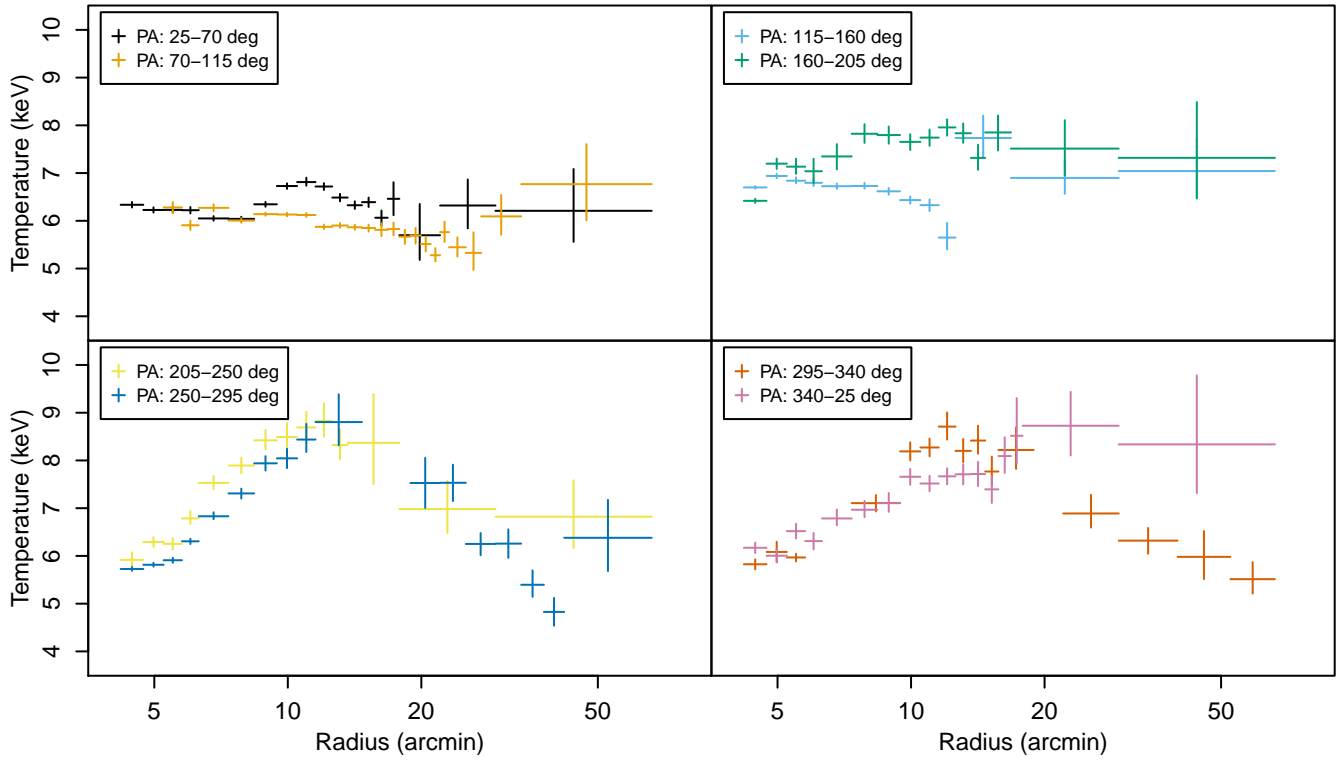 PA: 25–70 deg
PA: 70–115 deg
PA: 115–160 deg
PA: 160–205 deg
10
9
8
7
6
5
4
Temperature (keV)
PA: 205–250 deg
PA: 250–295 deg
PA: 295–340 deg
PA: 340–25 deg
10
9
8
7
6
5
4
Temperature (keV)
5 10 20 50
5 10 20 50
Radius (arcmin)
Radius (arcmin)